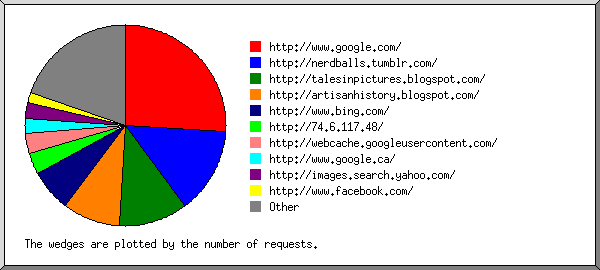 http://www.google.com/
http://nerdballs.tumblr.com/
http://talesinpictures.blogspot.com/
http://artisanhistory.blogspot.com/
http://www.bing.com/
http://74.6.117.48/
http://webcache.googleusercontent.com/
http://www.google.ca/
http://images.search.yahoo.com/
http://www.facebook.com/
Other
The wedges are plotted by the number of requests.